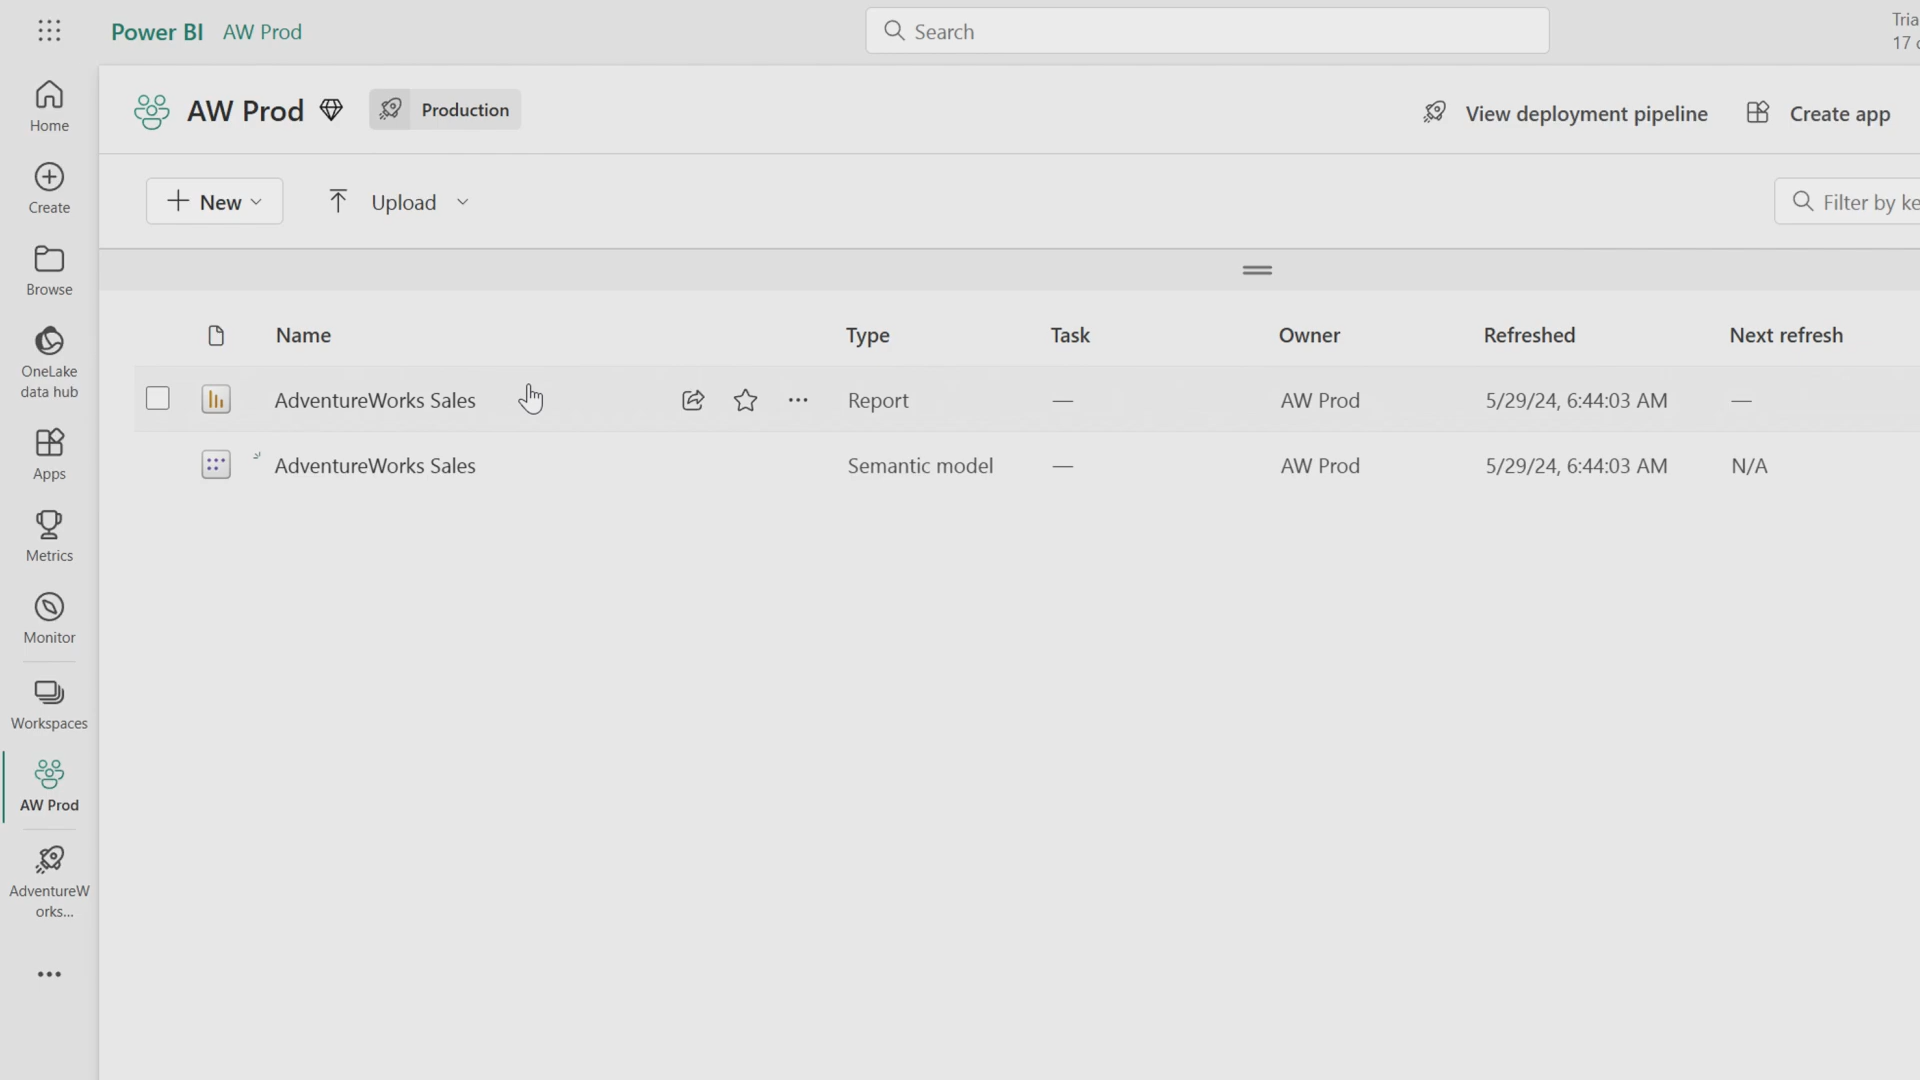 Power BI AW Prod
Search
Tria
17
Home
AW Prod
Production
View deployment pipeline
Create app
Create
New
Upload
Filter by ke
Browse
OneLake
data hub
Name Type Task Owner Refreshed Next refresh
AdventureWorks Sales Report — AW Prod 5/29/24, 6:44:03 AM —
AdventureWorks Sales Semantic model — AW Prod 5/29/24, 6:44:03 AM N/A
Apps
Metrics
Monitor
Workspaces
AW Prod
AdventureW
orks...